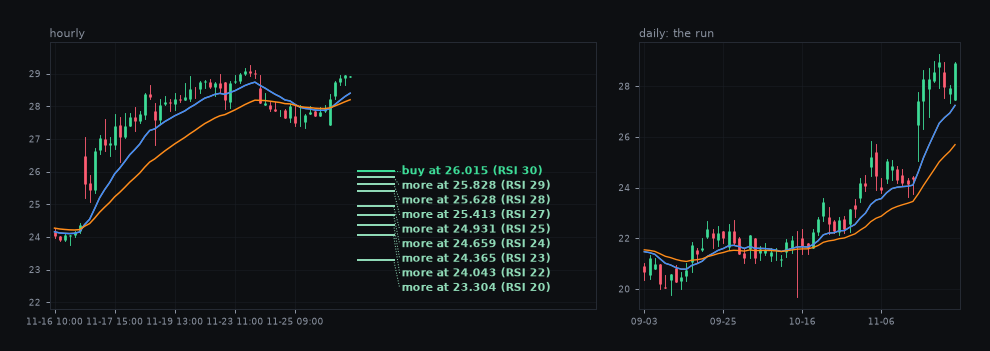 hourly
29
28
27
26
25
24
23
22
11-16 10:00 11-17 15:00 11-19 13:00 11-23 11:00 11-25 09:00
buy at 26.015 (RSI 30)
more at 25.828 (RSI 29)
more at 25.628 (RSI 28)
more at 25.413 (RSI 27)
more at 24.931 (RSI 25)
more at 24.659 (RSI 24)
more at 24.365 (RSI 23)
more at 24.043 (RSI 22)
more at 23.304 (RSI 20)
daily: the run
28
26
24
22
20
09-03 09-25 10-16 11-06